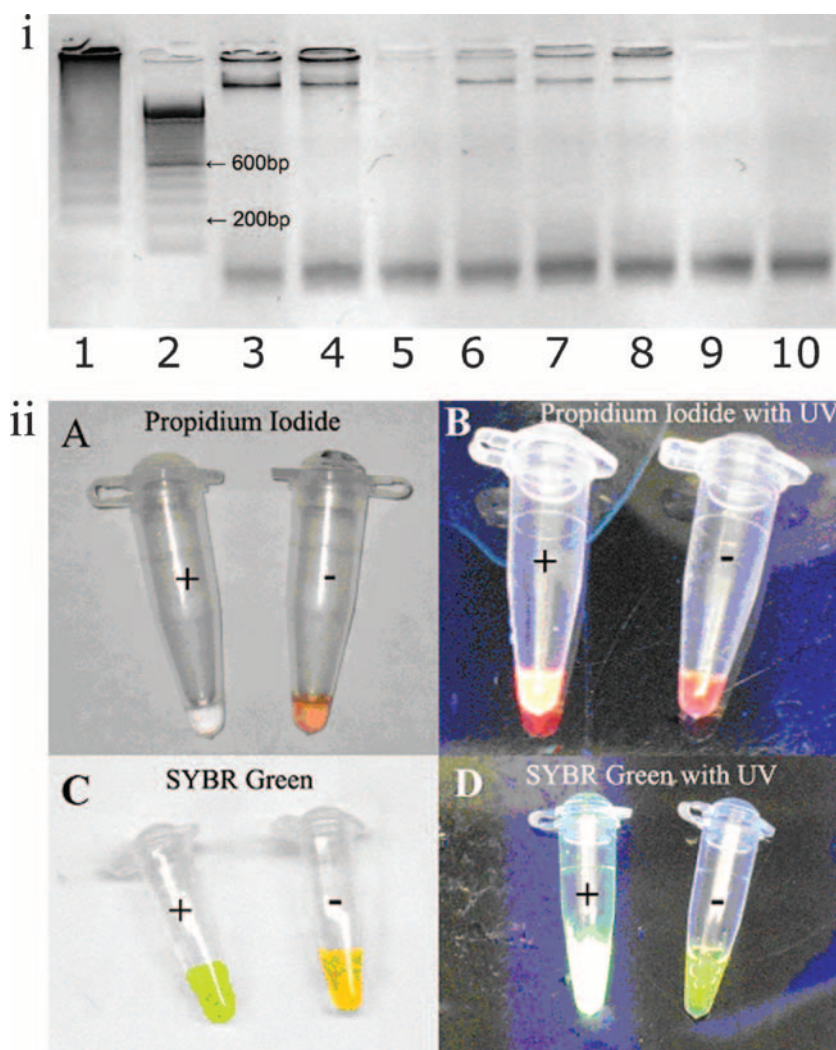 i
← 600bp
← 200bp
1 2 3 4 5 6 7 8 9 10
ii
A Propidium Iodide
+ -
B Propidium Iodide with UV
+ -
C SYBR Green
+ -
D SYBR Green with UV
+ -